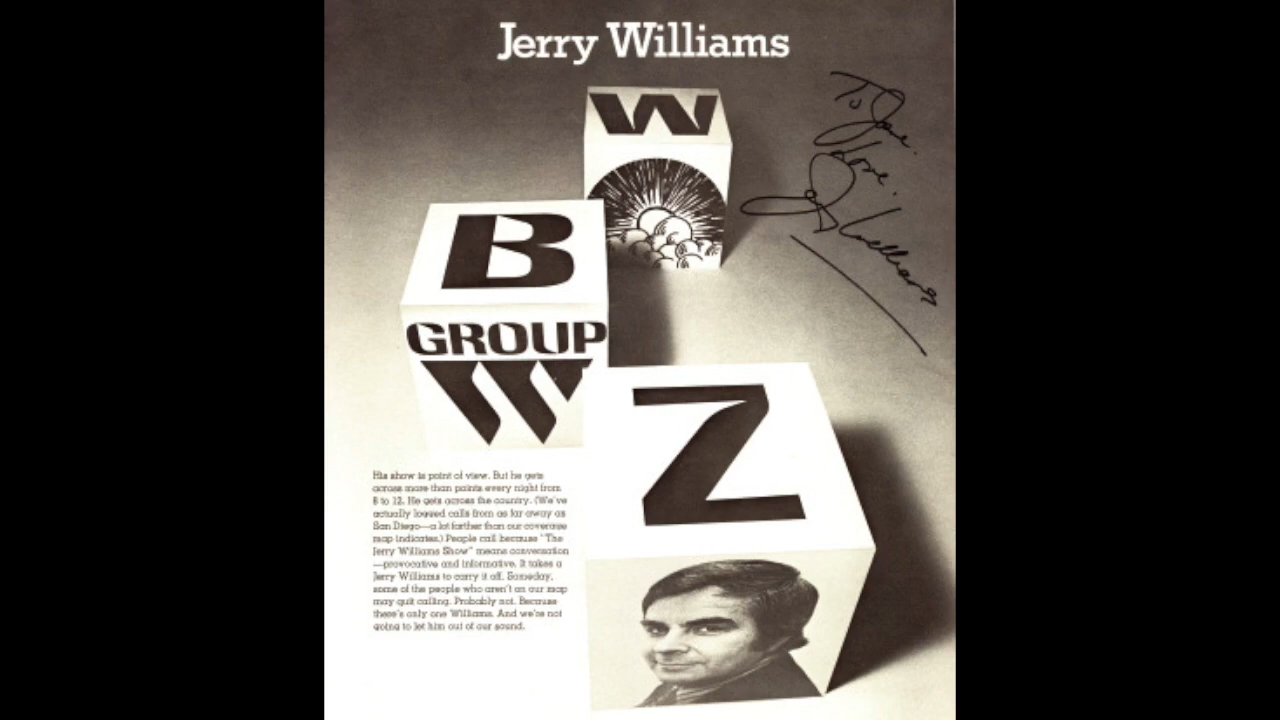 Jerry Williams
W
To Jane.
Love.
Jerry Williams
B
GROUP
W
Z
His show is point of view. But he gets
across more than points every night from
8 to 12. He gets across the country. (We've
actually logged calls from as far away as
San Diego—a lot farther than our coverage
map indicates.) People call because "The
Jerry Williams Show" means conversation
—provocative and informative. It takes a
Jerry Williams to carry it off. Someday,
some of the people who aren't on our map
may quit calling. Probably not. Because
there's only one Williams. And we're not
going to let him out of our sound.